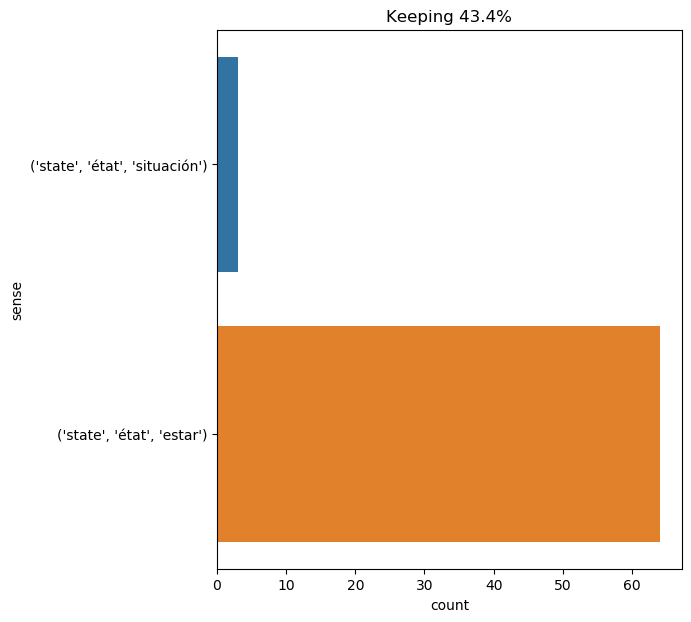 Keeping 43.4%
('state', 'état', 'situación')
sense
('state', 'état', 'estar')
0 10 20 30 40 50 60
count